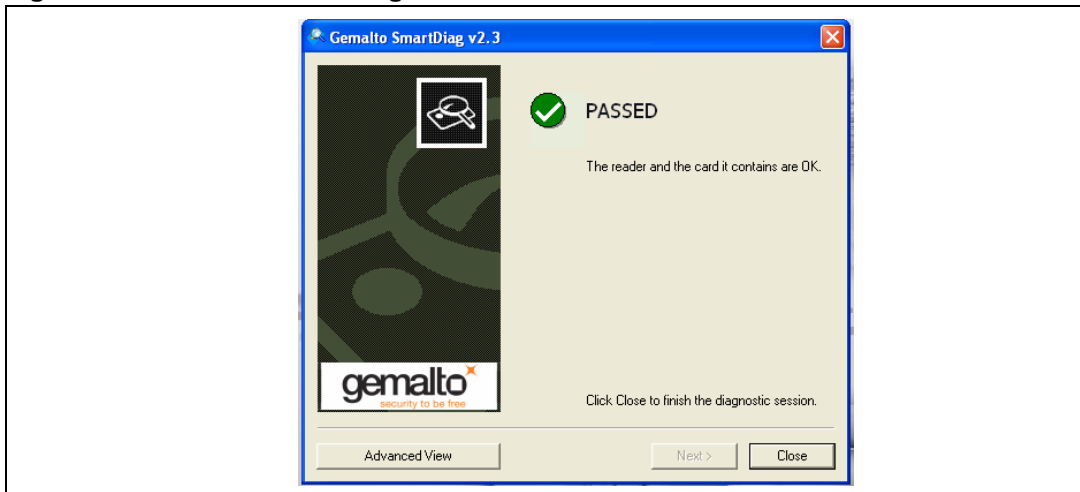 Gemalto SmartDiag v2.3
PASSED
The reader and the card it contains are OK.
gemalto
security to be free
Click Close to finish the diagnostic session.
Advanced View
Next >
Close